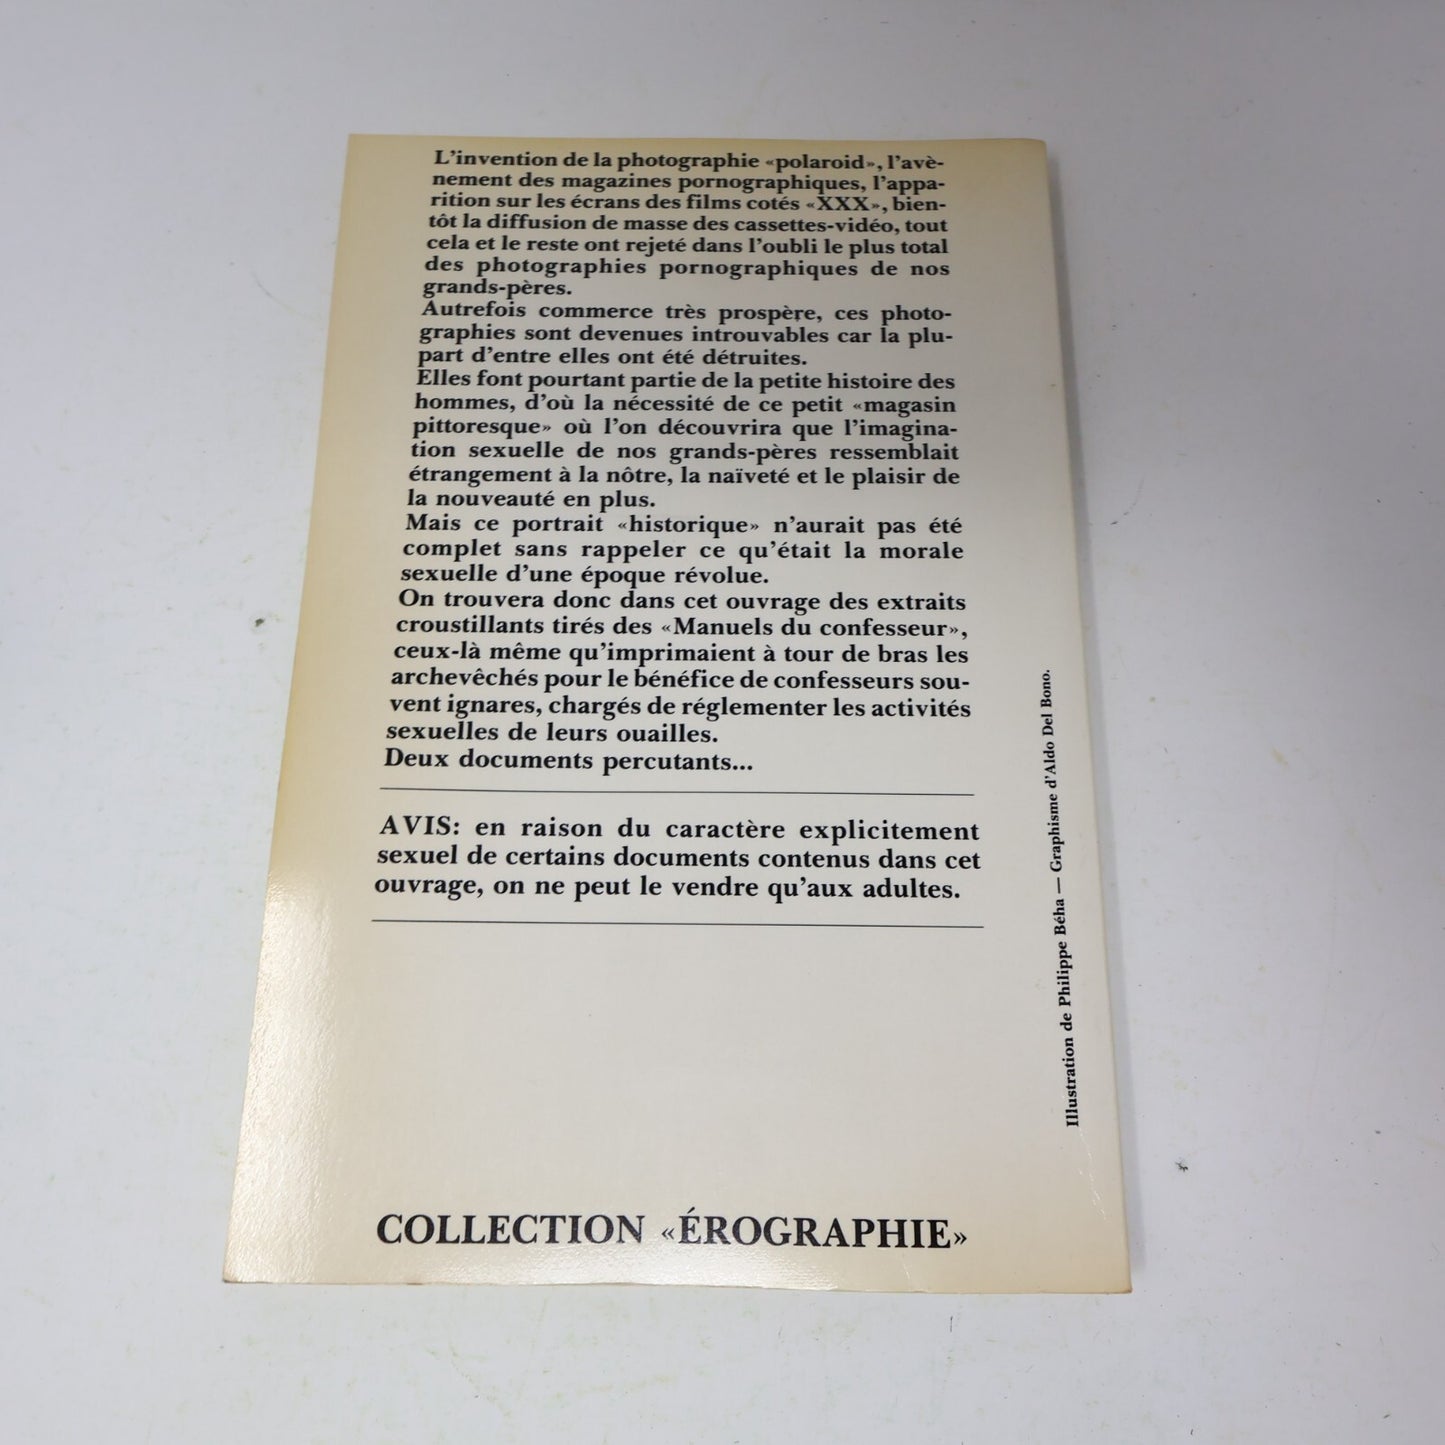 L'invention de la photographie «polaroid», l'avè-
nement des magazines pornographiques, l'appa-
rition sur les écrans des films cotés «XXX», bien-
tôt la diffusion de masse des cassettes-vidéo, tout
cela et le reste ont rejeté dans l'oubli le plus total
des photographies pornographiques de nos
grands-pères.
Autrefois commerce très prospère, ces photo-
graphies sont devenues introuvables car la plu-
part d'entre elles ont été détruites.
Elles font pourtant partie de la petite histoire des
hommes, d'où la nécessité de ce petit «magasin
pittoresque» où l'on découvrira que l'imagina-
tion sexuelle de nos grands-pères ressemblait
étrangement à la nôtre, la naïveté et le plaisir de
la nouveauté en plus.
Mais ce portrait «historique» n'aurait pas été
complet sans rappeler ce qu'était la morale
sexuelle d'une époque révolue.
On trouvera donc dans cet ouvrage des extraits
croustillants tirés des «Manuels du confesseur»,
ceux-là même qu'imprimaient à tour de bras les
archevêchés pour le bénéfice de confesseurs sou-
vent ignares, chargés de réglementer les activités
sexuelles de leurs ouailles.
Deux documents percutants...
AVIS: en raison du caractère explicitement
sexuel de certains documents contenus dans cet
ouvrage, on ne peut le vendre qu'aux adultes.
Illustration de Philippe Béha — Graphisme d'Aldo Del Bono.
COLLECTION «ÉROGRAPHIE»